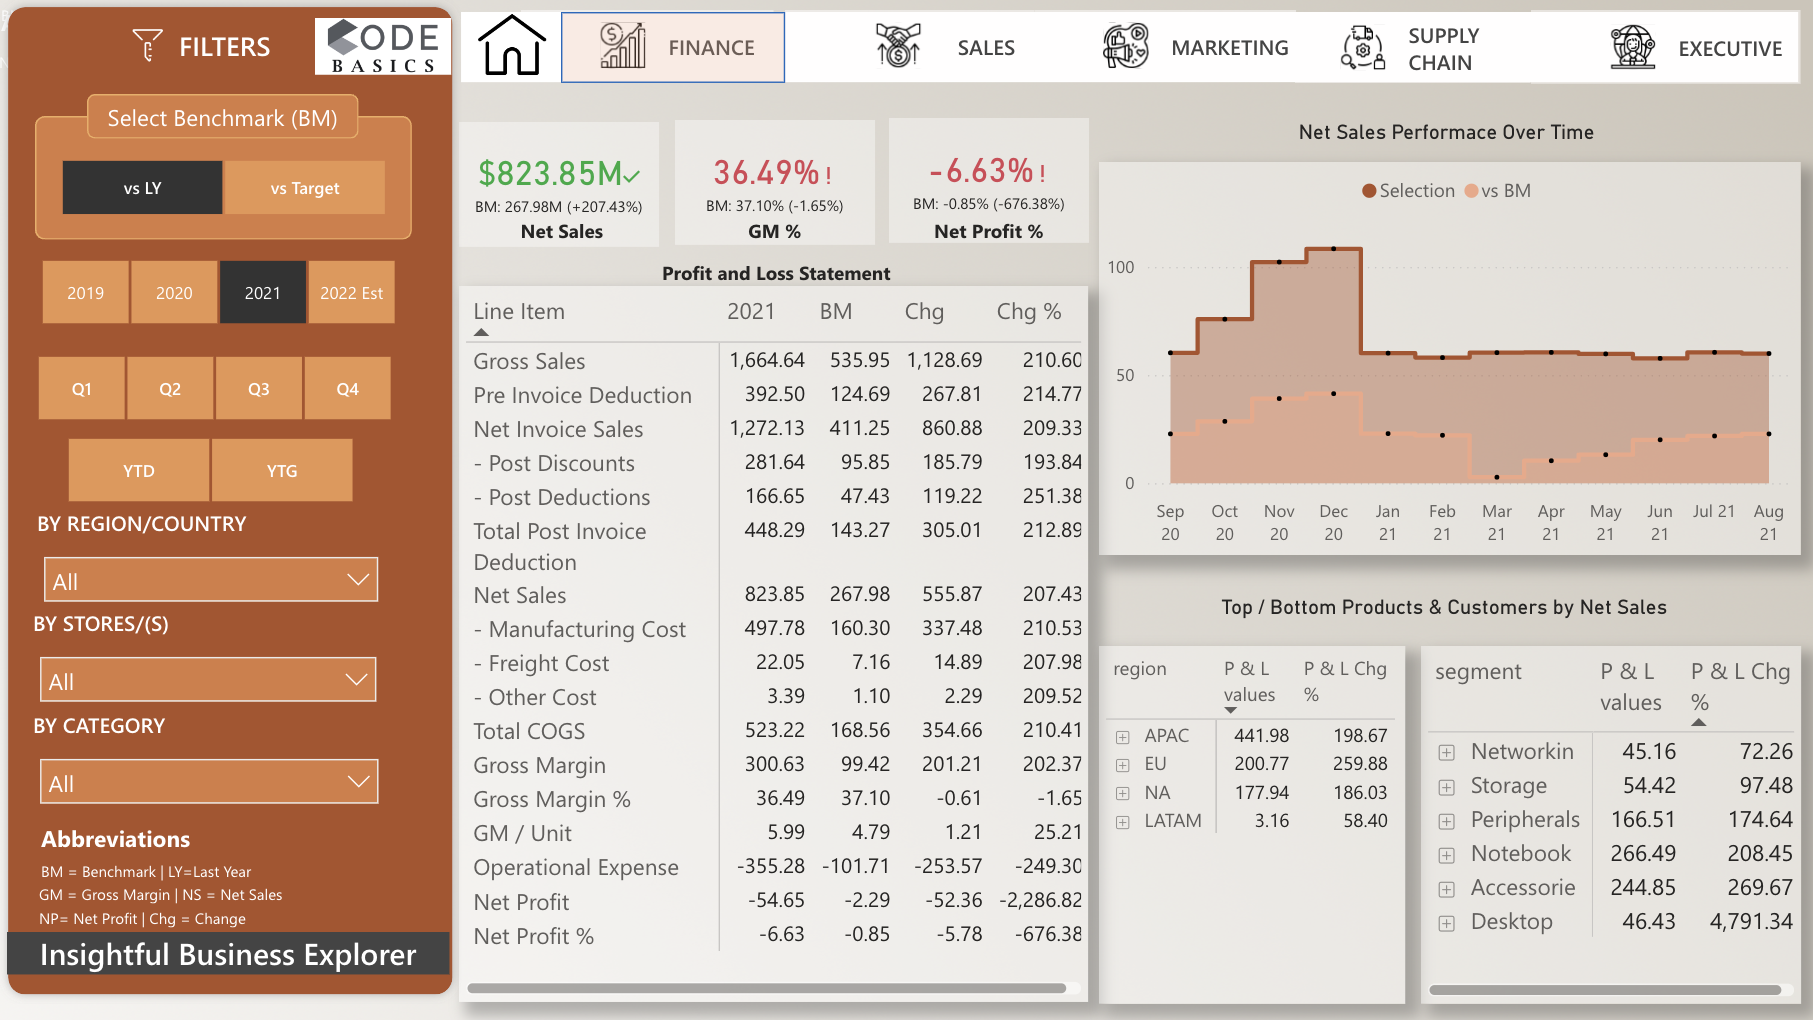 FILTERS
CODE
BASICS
FINANCE
SALES
MARKETING
SUPPLY
CHAIN
EXECUTIVE
Select Benchmark (BM)
vs LY
vs Target
2019
2020
2021
2022 Est
Q1
Q2
Q3
Q4
YTD
YTG
BY REGION/COUNTRY
All
BY STORES/(S)
All
BY CATEGORY
All
Abbreviations
BM = Benchmark | LY=Last Year
GM = Gross Margin | NS = Net Sales
NP= Net Profit | Chg = Change
Insightful Business Explorer
$823.85M
BM: 267.98M (+207.43%)
Net Sales
36.49% !
BM: 37.10% (-1.65%)
GM %
-6.63% !
BM: -0.85% (-676.38%)
Net Profit %
Profit and Loss Statement
Line Item 2021 BM Chg Chg %
Gross Sales 1,664.64 535.95 1,128.69 210.60
Pre Invoice Deduction 392.50 124.69 267.81 214.77
Net Invoice Sales 1,272.13 411.25 860.88 209.33
- Post Discounts 281.64 95.85 185.79 193.84
- Post Deductions 166.65 47.43 119.22 251.38
Total Post Invoice 448.29 143.27 305.01 212.89
Deduction
Net Sales 823.85 267.98 555.87 207.43
- Manufacturing Cost 497.78 160.30 337.48 210.53
- Freight Cost 22.05 7.16 14.89 207.98
- Other Cost 3.39 1.10 2.29 209.52
Total COGS 523.22 168.56 354.66 210.41
Gross Margin 300.63 99.42 201.21 202.37
Gross Margin % 36.49 37.10 -0.61 -1.65
GM / Unit 5.99 4.79 1.21 25.21
Operational Expense -355.28 -101.71 -253.57 -249.30
Net Profit -54.65 -2.29 -52.36 -2,286.82
Net Profit % -6.63 -0.85 -5.78 -676.38
Net Sales Performace Over Time
Selection vs BM
100
50
0
Sep Oct Nov Dec Jan Feb Mar Apr May Jun Jul 21 Aug
20 20 20 20 21 21 21 21 21 21 21
Top / Bottom Products & Customers by Net Sales
region P & L P & L Chg
values %
APAC 441.98 198.67
EU 200.77 259.88
NA 177.94 186.03
LATAM 3.16 58.40
segment P & L P & L Chg
values %
Networkin 45.16 72.26
Storage 54.42 97.48
Peripherals 166.51 174.64
Notebook 266.49 208.45
Accessorie 244.85 269.67
Desktop 46.43 4,791.34